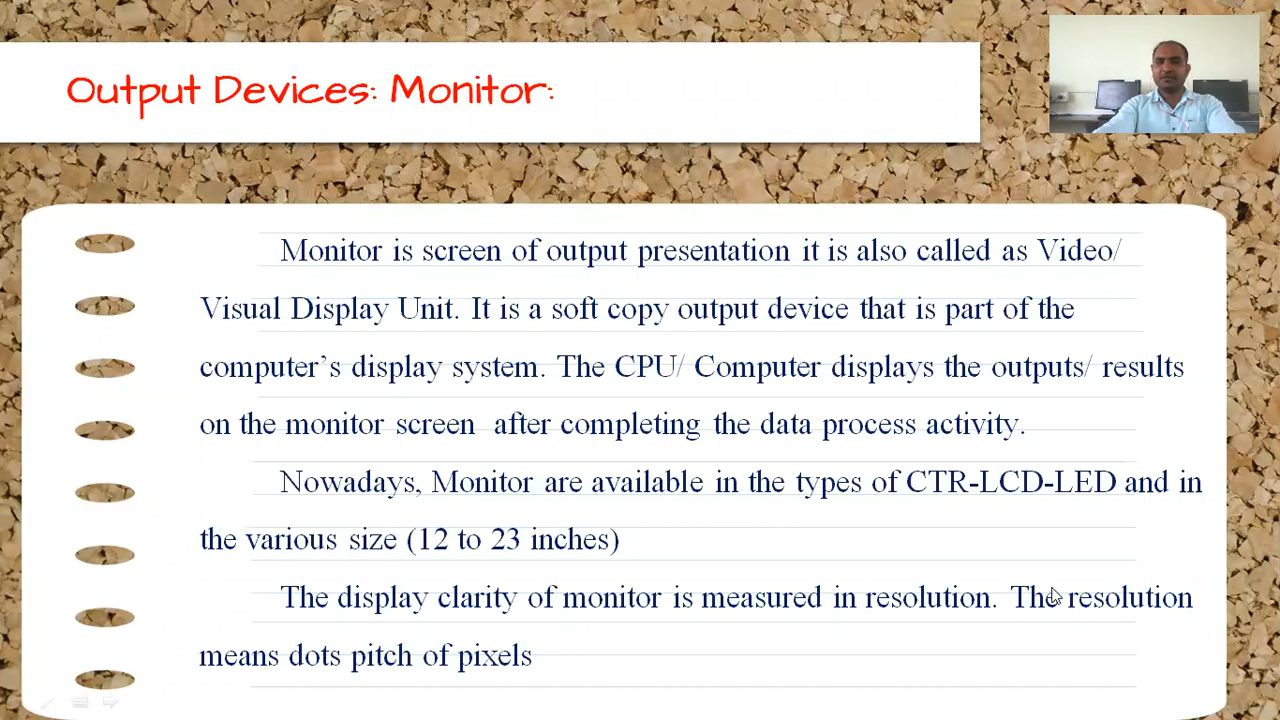 Output Devices: Monitor:
Monitor is screen of output presentation it is also called as Video/
Visual Display Unit. It is a soft copy output device that is part of the
computer’s display system. The CPU/ Computer displays the outputs/ results
on the monitor screen after completing the data process activity.
Nowadays, Monitor are available in the types of CTR-LCD-LED and in
the various size (12 to 23 inches)
The display clarity of monitor is measured in resolution. The resolution
means dots pitch of pixels